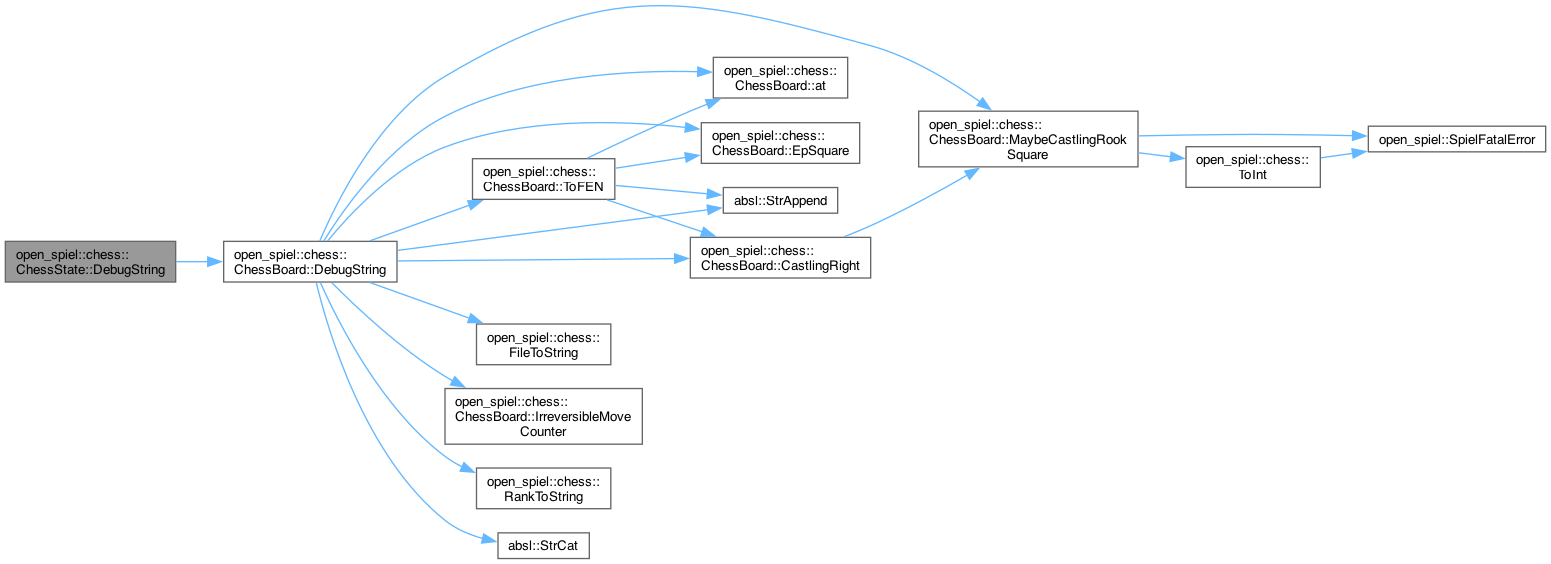 open_spiel::chess::
ChessState::DebugString
open_spiel::chess::
ChessBoard::DebugString
open_spiel::chess::
ChessBoard::ToFEN
open_spiel::chess::
FileToString
open_spiel::chess::
ChessBoard::IrreversibleMove
Counter
open_spiel::chess::
RankToString
absl::StrCat
open_spiel::chess::
ChessBoard::at
open_spiel::chess::
ChessBoard::EpSquare
absl::StrAppend
open_spiel::chess::
ChessBoard::CastlingRight
open_spiel::chess::
ChessBoard::MaybeCastlingRook
Square
open_spiel::chess::
ToInt
open_spiel::SpielFatalError